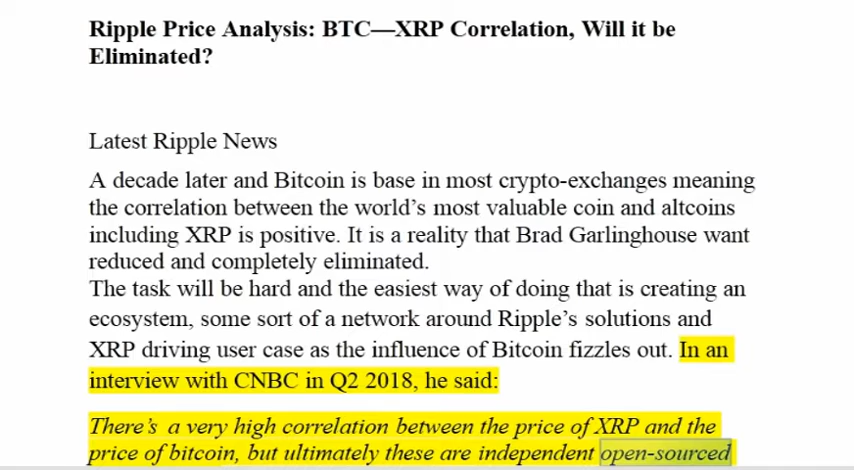 Ripple Price Analysis: BTC—XRP Correlation, Will it be
Eliminated?
Latest Ripple News
A decade later and Bitcoin is base in most crypto-exchanges meaning
the correlation between the world's most valuable coin and altcoins
including XRP is positive. It is a reality that Brad Garlinghouse want
reduced and completely eliminated.
The task will be hard and the easiest way of doing that is creating an
ecosystem, some sort of a network around Ripple's solutions and
XRP driving user case as the influence of Bitcoin fizzles out. In an
interview with CNBC in Q2 2018, he said:
There's a very high correlation between the price of XRP and the
price of bitcoin, but ultimately these are independent open-sourced